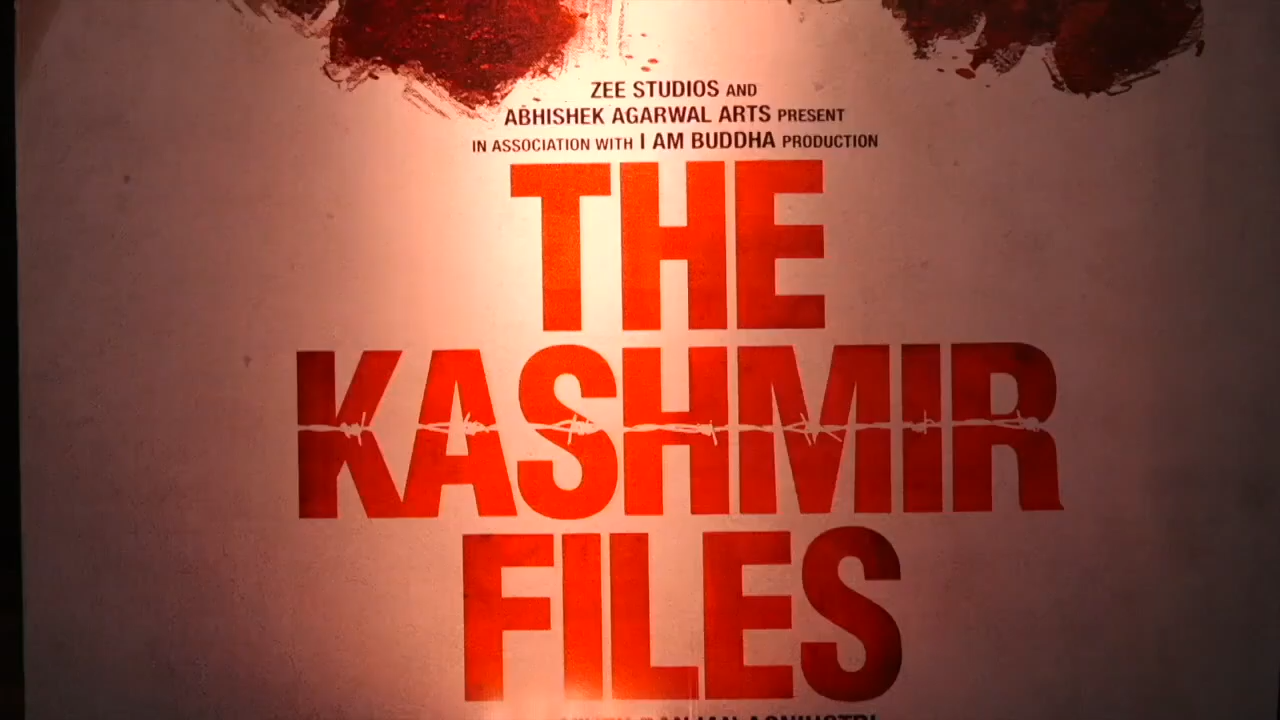 ZEE STUDIOS AND
ABHISHEK AGARWAL ARTS PRESENT
IN ASSOCIATION WITH I AM BUDDHA PRODUCTION
THE
KASHMIR
FILES